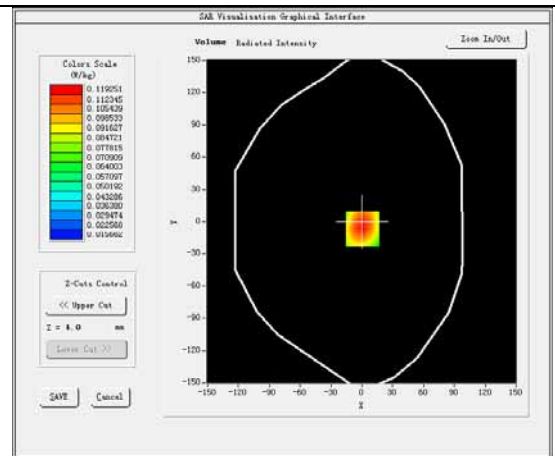 SAR Visualisation Graphical Interface
Volume Radiated Intensity
Zoom In/Out
Colors Scale
(W/kg)
0.119251
0.112345
0.105439
0.098533
0.091627
0.084721
0.077815
0.070909
0.064003
0.057097
0.050192
0.043286
0.036380
0.029474
0.022568
0.015662
150
120
90
60
30
0
-30
-60
-90
-120
-150
Y
-150 -120 -90 -60 -30 0 30 60 90 120 150
X
Z-Cuts Control
<< Upper Cut
Z = 4.0 mm
Lower Cut >>
SAVE Cancel